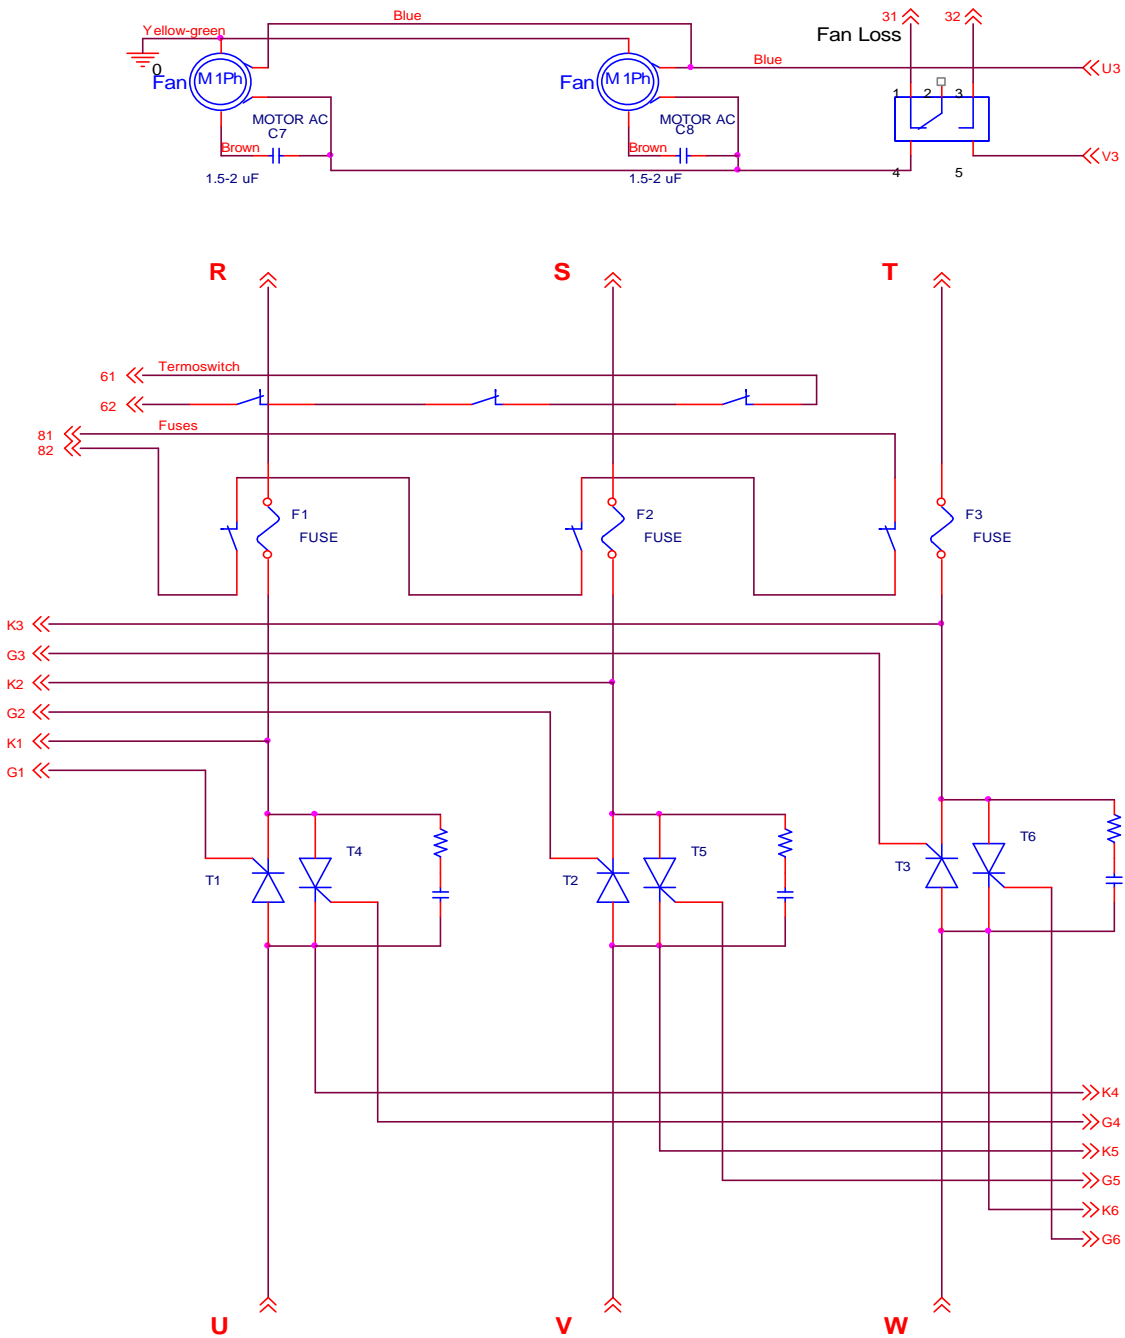 31
32
Blue
Yellow-green
Fan Loss
0
Fan
M 1Ph
Fan
M 1Ph
Blue
U3
1
2
3
MOTOR AC
C7
MOTOR AC
C8
Brown
Brown
V3
1.5-2 uF
1.5-2 uF
4
5
R
S
T
61
Termoswitch
62
81
Fuses
82
F1
FUSE
F2
FUSE
F3
FUSE
K3
G3
K2
G2
K1
G1
T1
T4
T2
T5
T3
T6
K4
G4
K5
G5
K6
G6
U
V
W